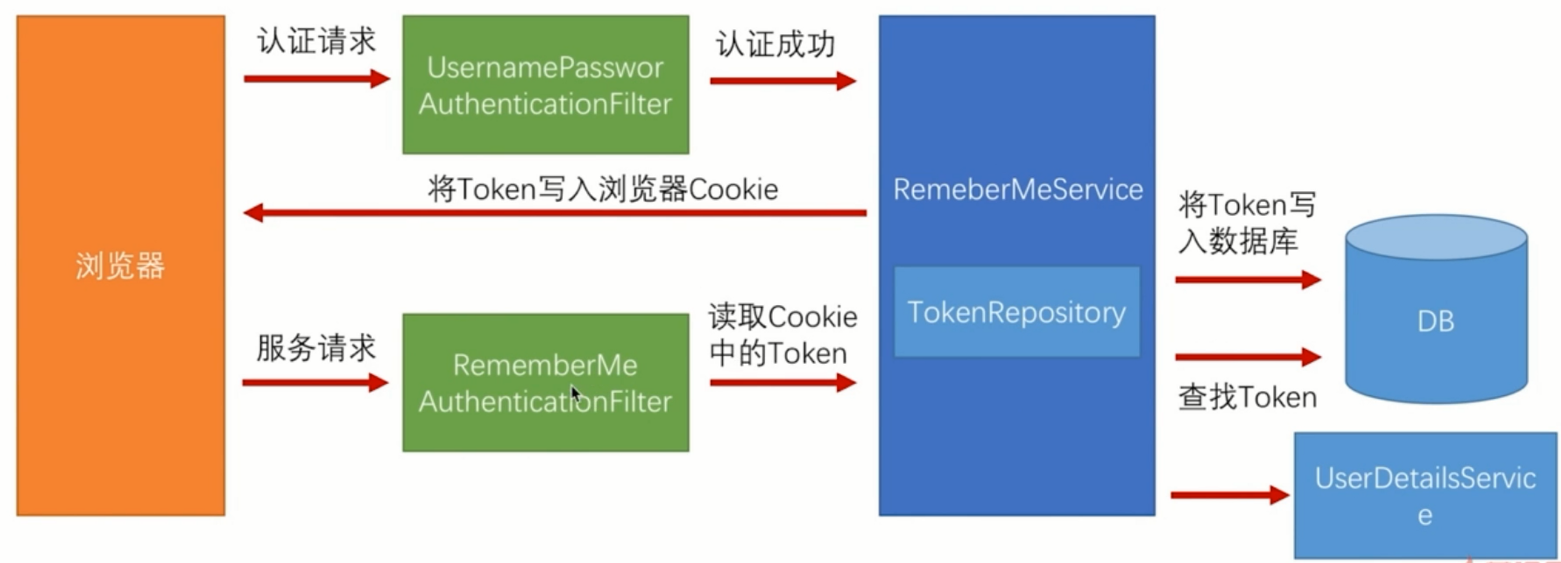 认证请求
UsernamePasswor
AuthenticationFilter
认证成功
将Token写入浏览器Cookie
RemeberMeService
将Token写
入数据库
浏览器
TokenRepository
DB
服务请求
RememberMe
AuthenticationFilter
读取Cookie
中的Token
查找Token
UserDetailsServic
e